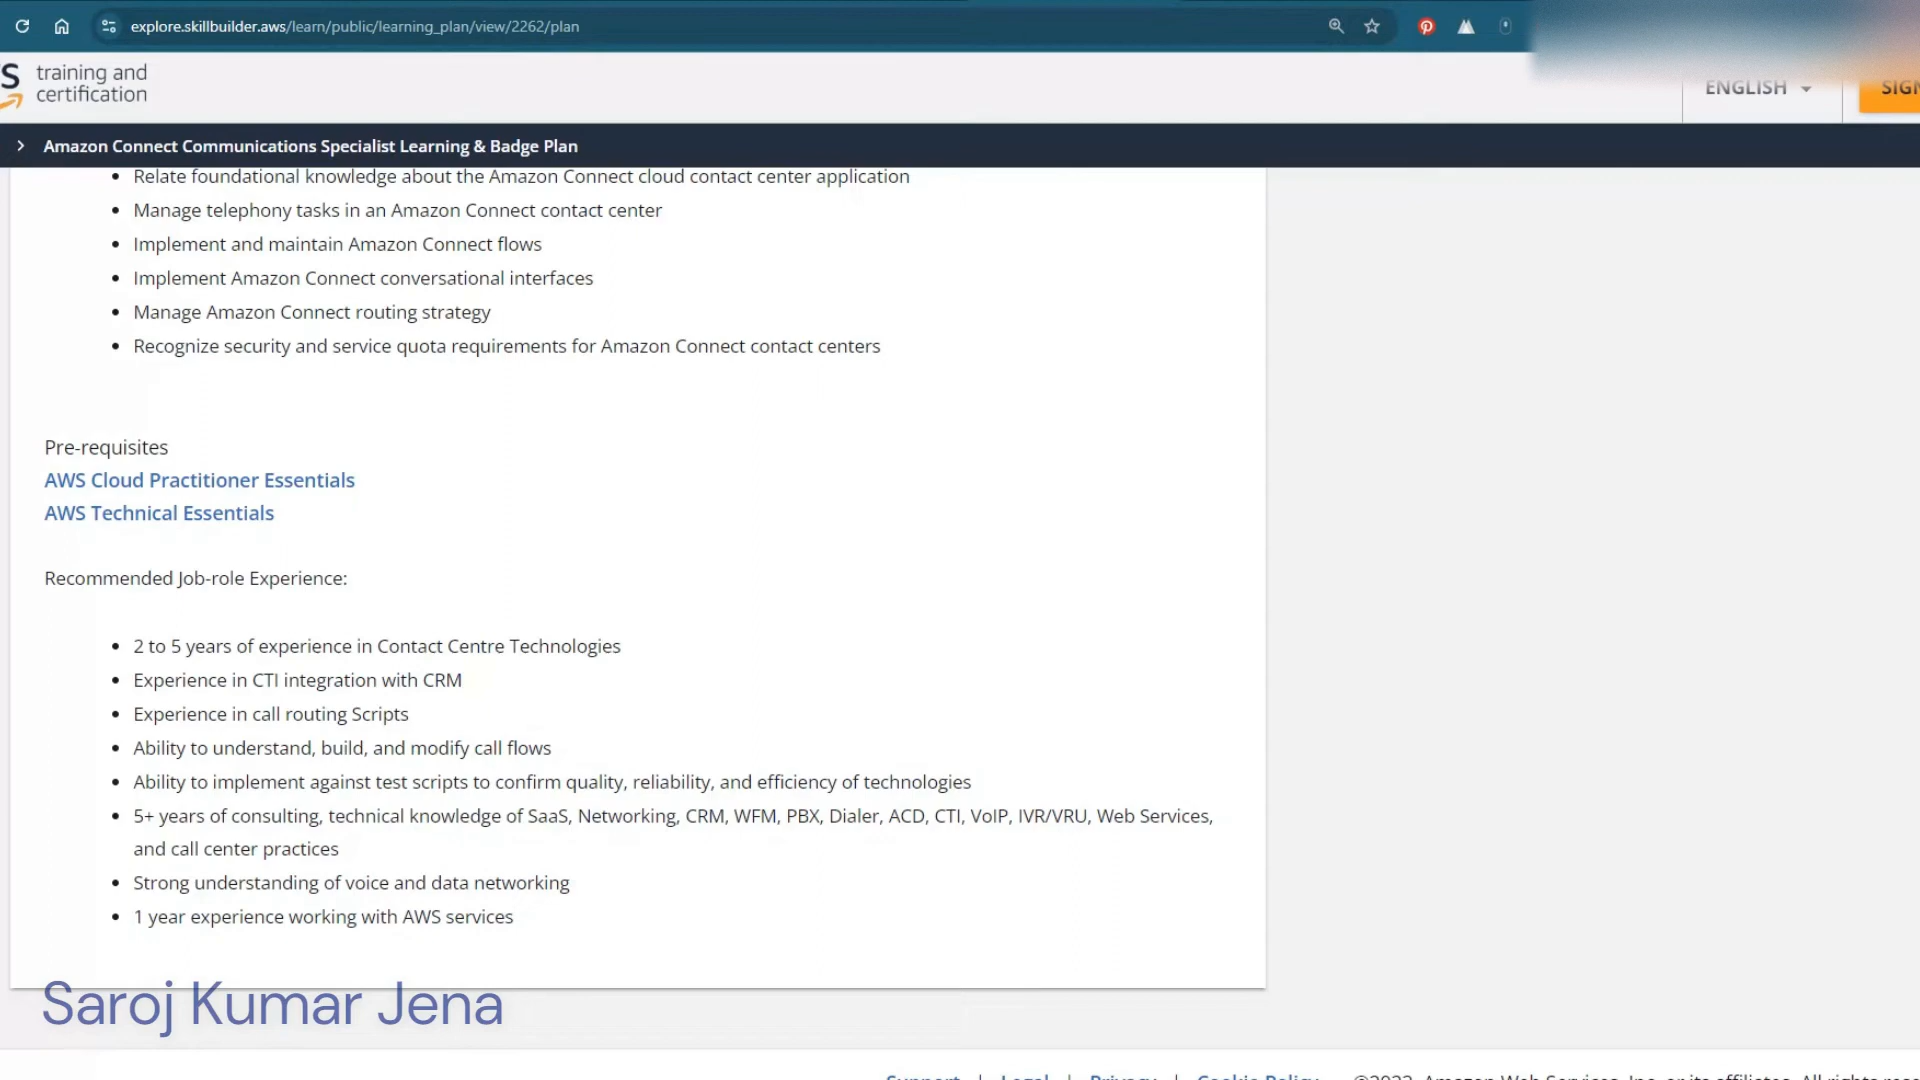 explore.skillbuilder.aws/learn/public/learning_plan/view/2262/plan
training and
certification
ENGLISH
Amazon Connect Communications Specialist Learning & Badge Plan
• Relate foundational knowledge about the Amazon Connect cloud contact center application
• Manage telephony tasks in an Amazon Connect contact center
• Implement and maintain Amazon Connect flows
• Implement Amazon Connect conversational interfaces
• Manage Amazon Connect routing strategy
• Recognize security and service quota requirements for Amazon Connect contact centers
Pre-requisites
AWS Cloud Practitioner Essentials
AWS Technical Essentials
Recommended Job-role Experience:
• 2 to 5 years of experience in Contact Centre Technologies
• Experience in CTI integration with CRM
• Experience in call routing Scripts
• Ability to understand, build, and modify call flows
• Ability to implement against test scripts to confirm quality, reliability, and efficiency of technologies
• 5+ years of consulting, technical knowledge of SaaS, Networking, CRM, WFM, PBX, Dialer, ACD, CTI, VoIP, IVR/VRU, Web Services,
and call center practices
• Strong understanding of voice and data networking
• 1 year experience working with AWS services
Saroj Kumar Jena
Support | Legal | Privacy | Cookie Policy